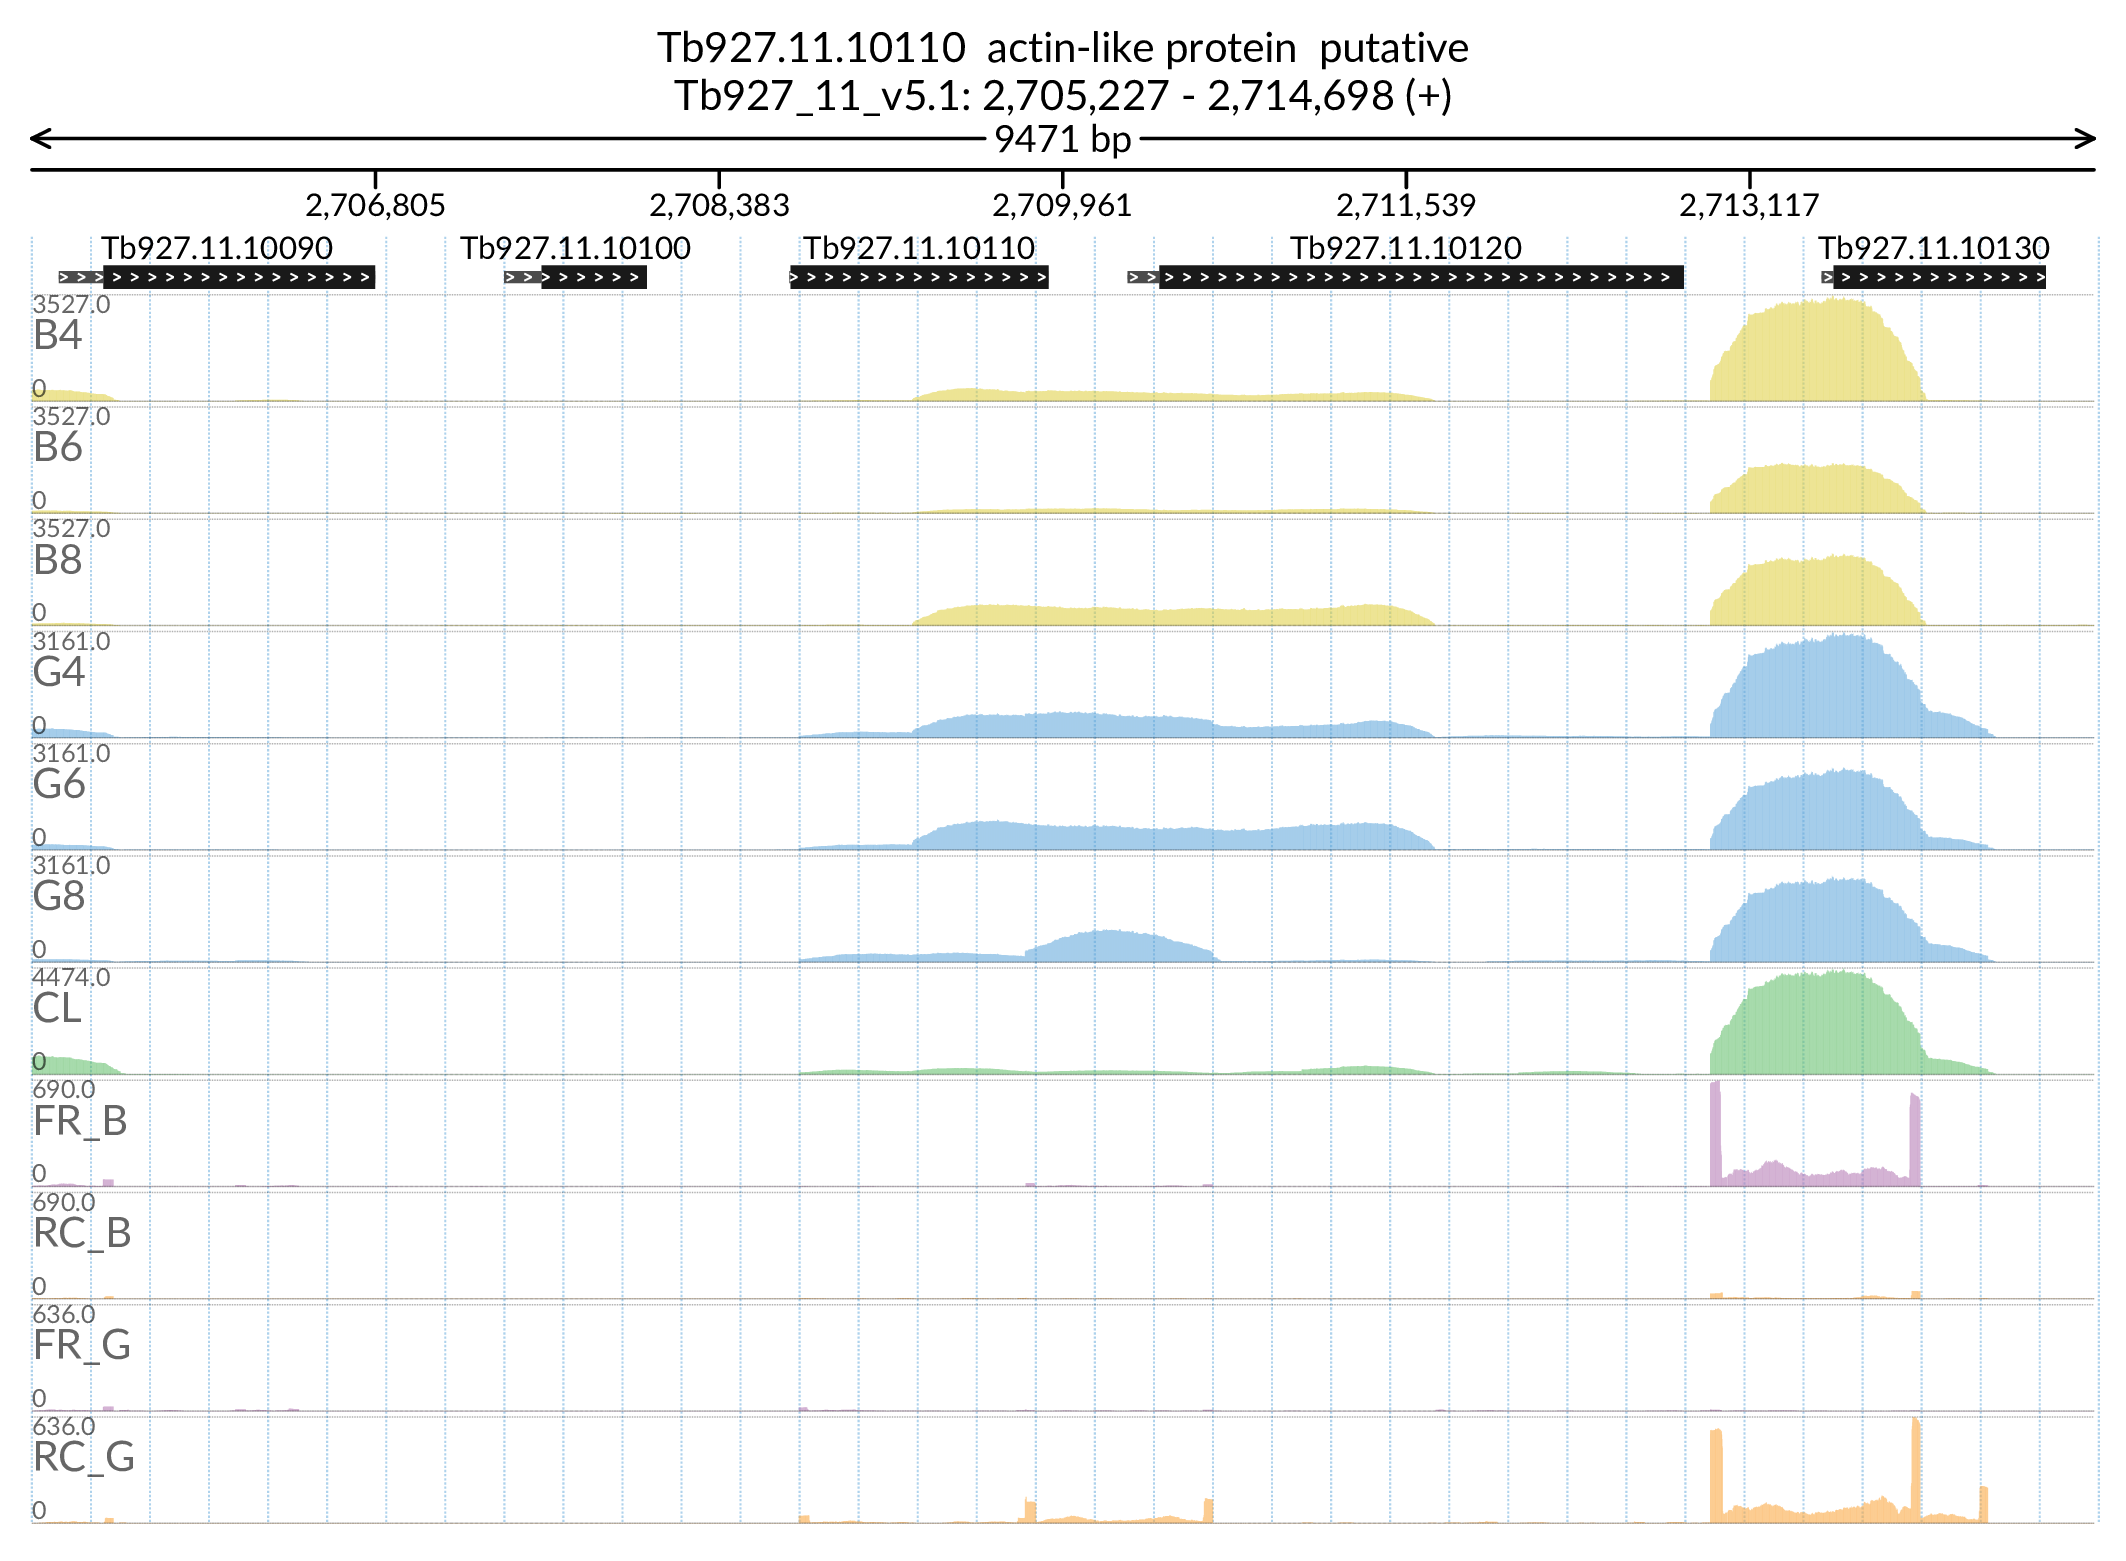 Tb927.11.10110 actin-like protein putative
Tb927_11_v5.1: 2,705,227 - 2,714,698 (+)
9471 bp
2,706,805 2,708,383 2,709,961 2,711,539 2,713,117
Tb927.11.10090 Tb927.11.10100 Tb927.11.10110 Tb927.11.10120 Tb927.11.10130
3527.0
B4
0
3527.0
B6
0
3527.0
B8
0
3161.0
G4
0
3161.0
G6
0
3161.0
G8
0
4474.0
CL
0
690.0
FR_B
0
690.0
RC_B
0
636.0
FR_G
0
636.0
RC_G
0